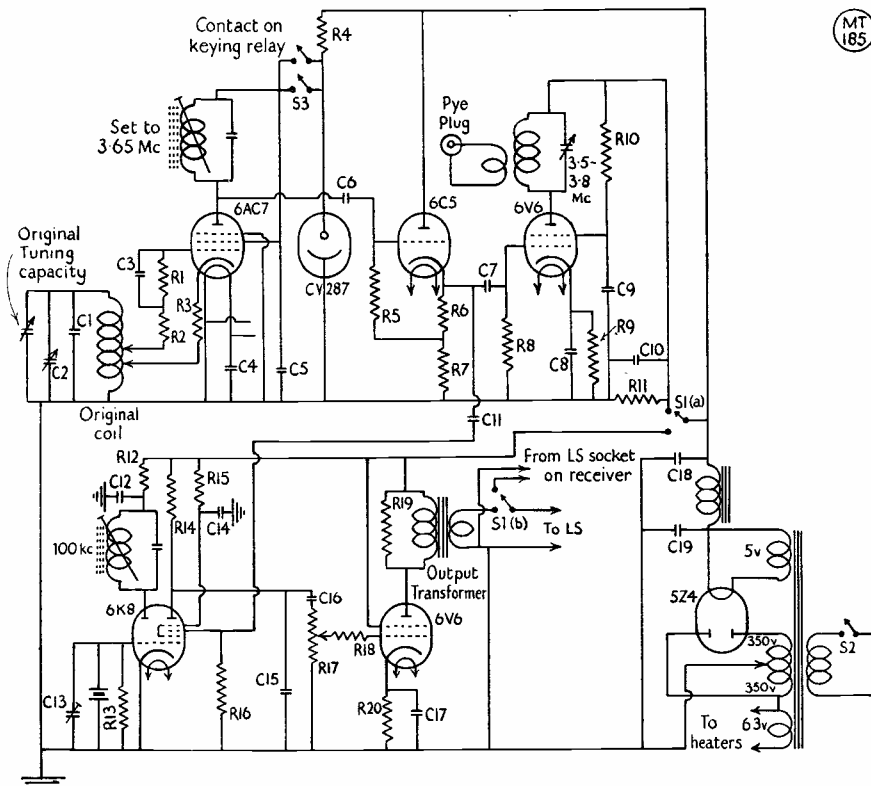 MT
185
Contact on
keying relay
R4
S3
Set to
3·65 Mc
Pye
Plug
R10
3·5~
3·8
Mc
C6
6AC7
6C5
6V6
Original
Tuning
capacity
C3
R1
R3
R2
C1
C2
C4
C5
CV287
R5
R6
R7
C7
R8
C8
R9
C9
C10
R11
S1(a)
Original
coil
C11
R12
C12
R15
R14
C14
From LS socket
on receiver
S1(b)
To LS
R19
Output
Transformer
C18
C19
5v
100 kc
6K8
6V6
5Z4
C16
R18
R17
350v
350v
S2
C13
R13
R16
C15
R20
C17
To
heaters
63v